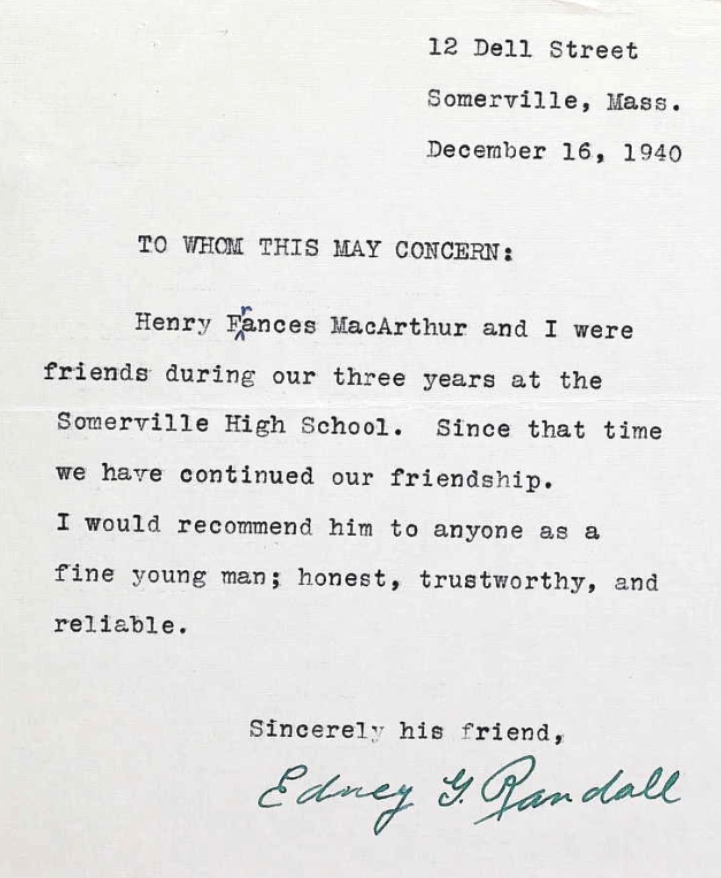 12 Dell Street
Somerville, Mass.
December 16, 1940
TO WHOM THIS MAY CONCERN:
Henry Frances MacArthur and I were
friends during our three years at the
Somerville High School. Since that time
we have continued our friendship.
I would recommend him to anyone as a
fine young man; honest, trustworthy, and
reliable.
Sincerely his friend,
Edney G. Randall